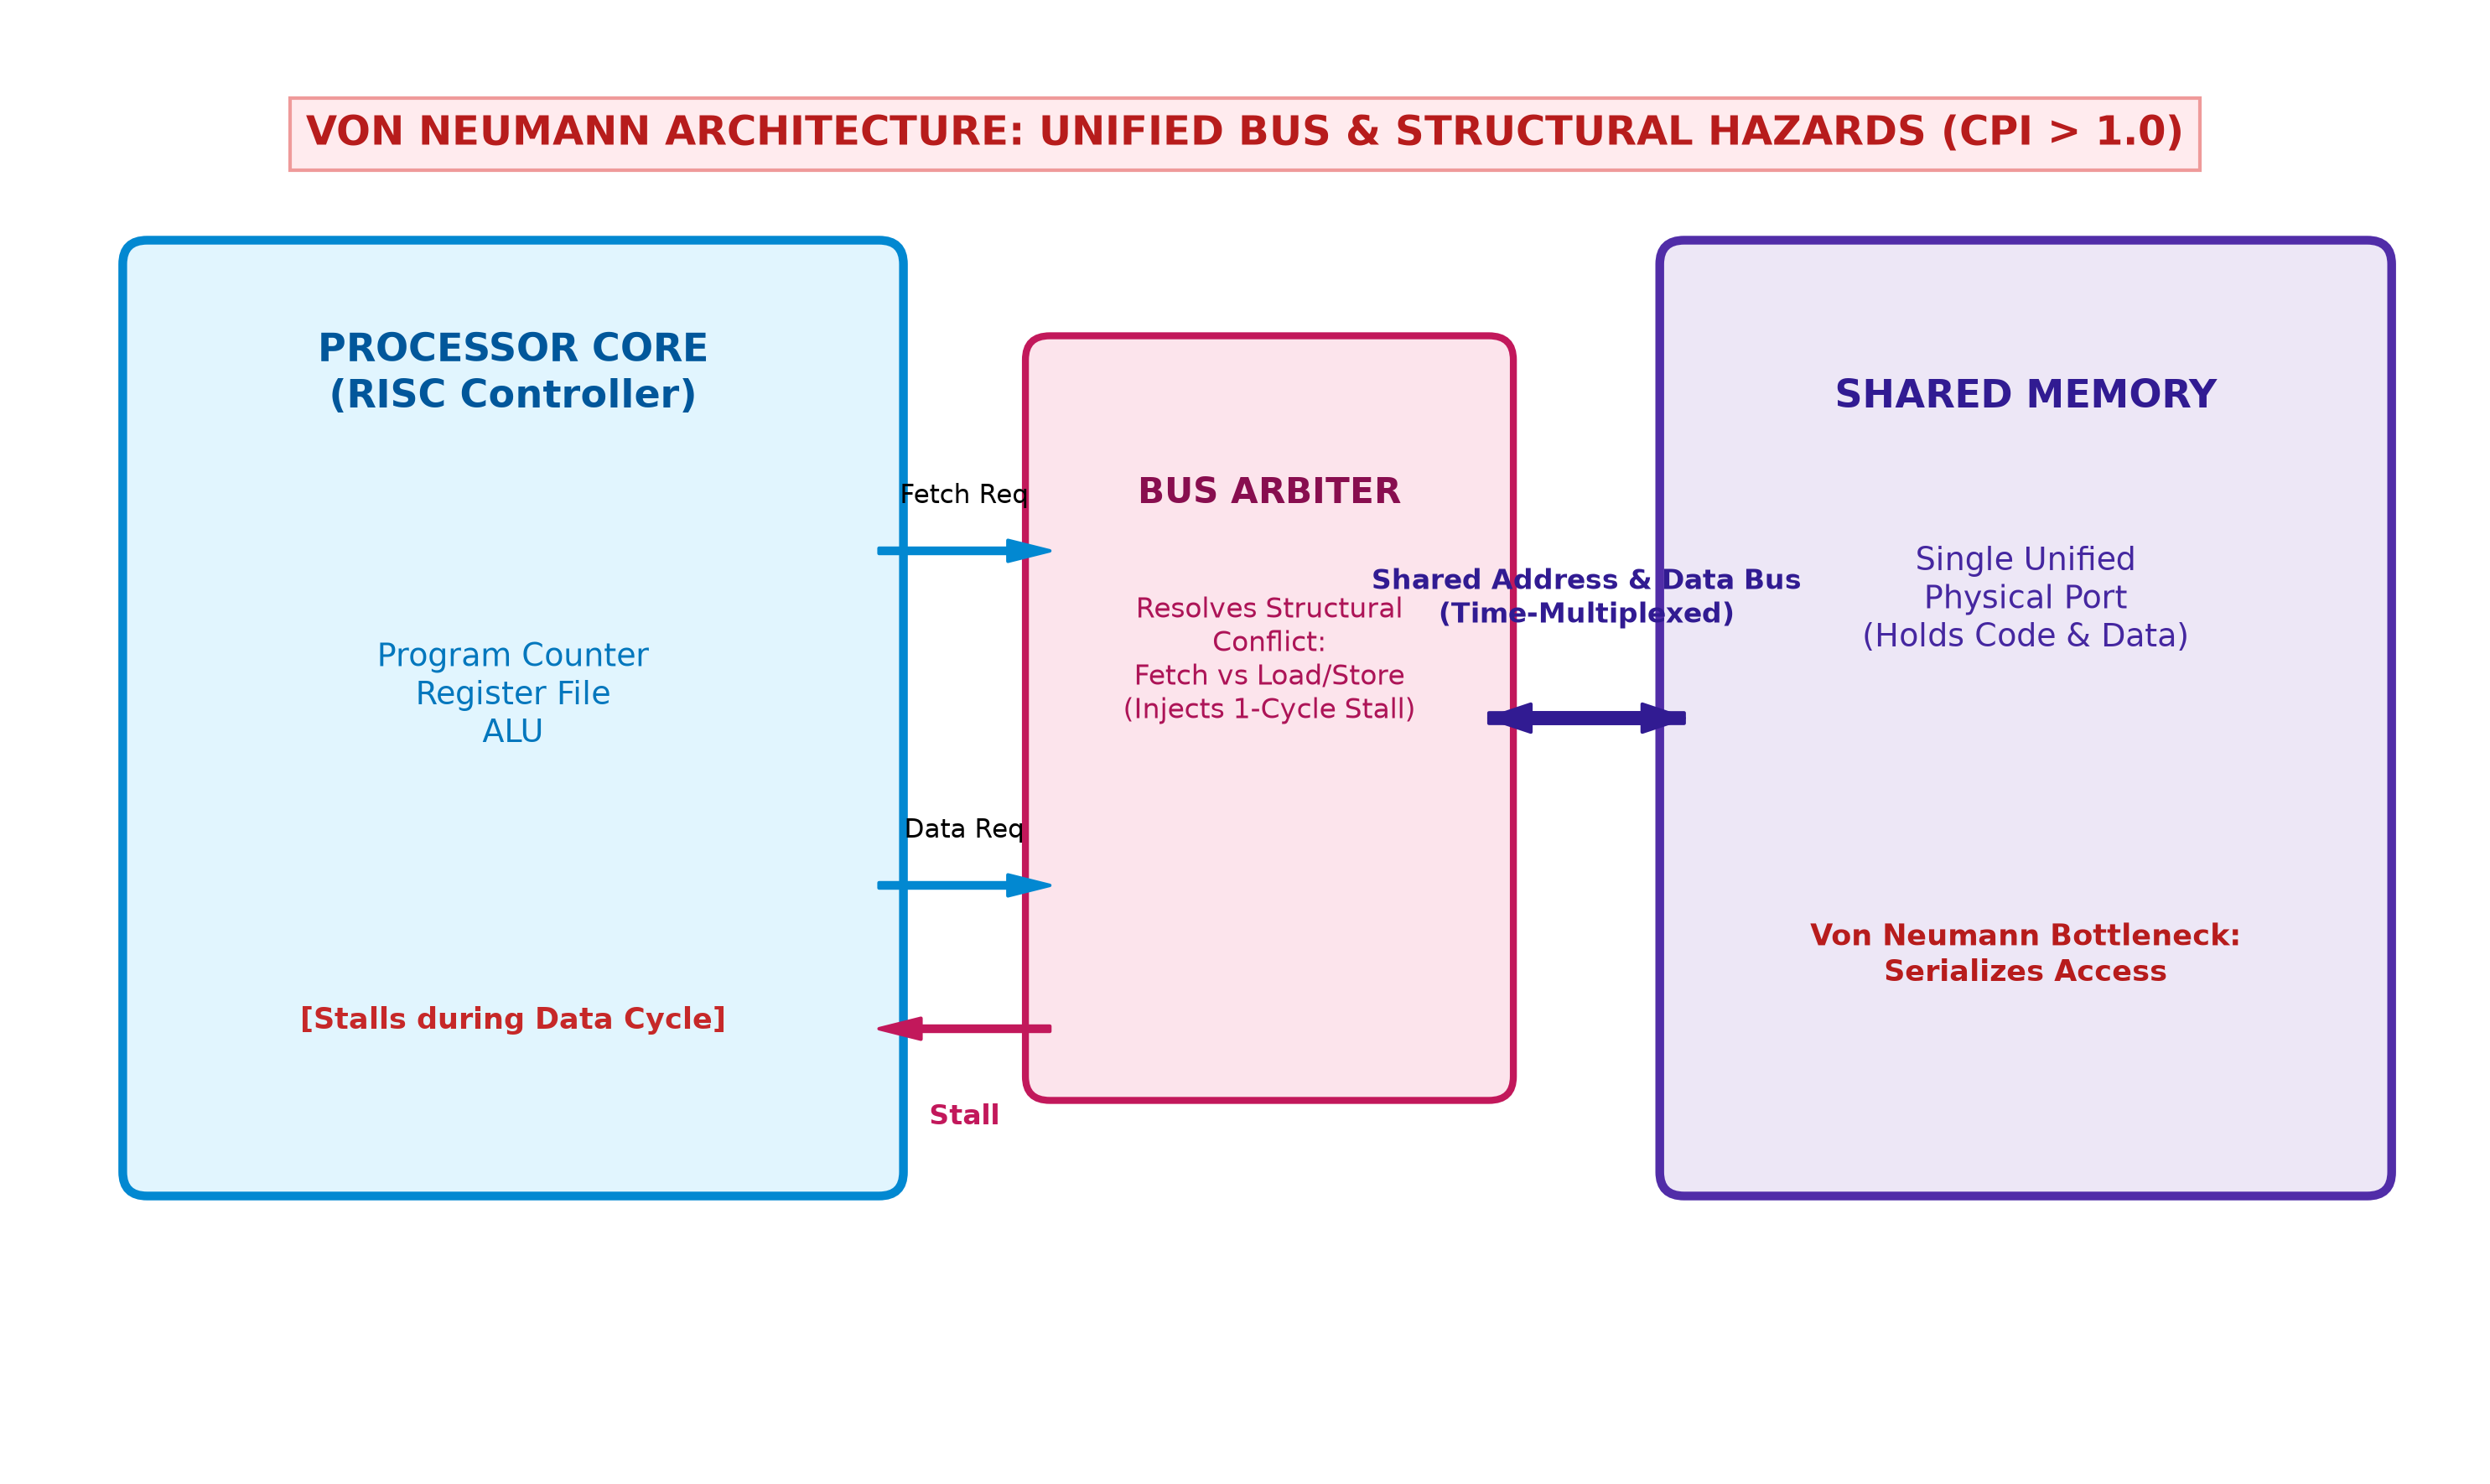 VON NEUMANN ARCHITECTURE: UNIFIED BUS & STRUCTURAL HAZARDS (CPI > 1.0)
PROCESSOR CORE
(RISC Controller)
Program Counter
Register File
ALU
[Stalls during Data Cycle]
Fetch Req
Data Req
Stall
BUS ARBITER
Resolves Structural
Conflict:
Fetch vs Load/Store
(Injects 1-Cycle Stall)
Shared Address & Data Bus
(Time-Multiplexed)
SHARED MEMORY
Single Unified
Physical Port
(Holds Code & Data)
Von Neumann Bottleneck:
Serializes Access